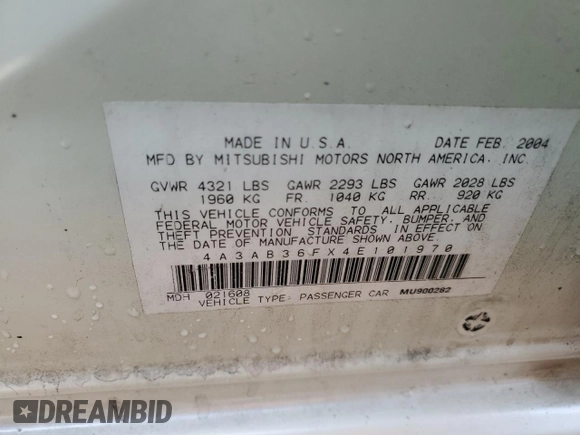 MADE IN U.S.A. DATE FEB. 2004
MFD BY MITSUBISHI MOTORS NORTH AMERICA, INC.
GVWR 4321 LBS GAWR 2293 LBS GAWR 2028 LBS
1960 KG FR. 1040 KG RR. 920 KG
THIS VEHICLE CONFORMS TO ALL APPLICABLE
FEDERAL MOTOR VEHICLE SAFETY, BUMPER, AND
THEFT PREVENTION STANDARDS IN EFFECT ON
THE DATE OF MANUFACTURE SHOWN ABOVE.
4A3AB36FX4E101970
MDH 021608
VEHICLE TYPE: PASSENGER CAR MU900282
DREAMBID